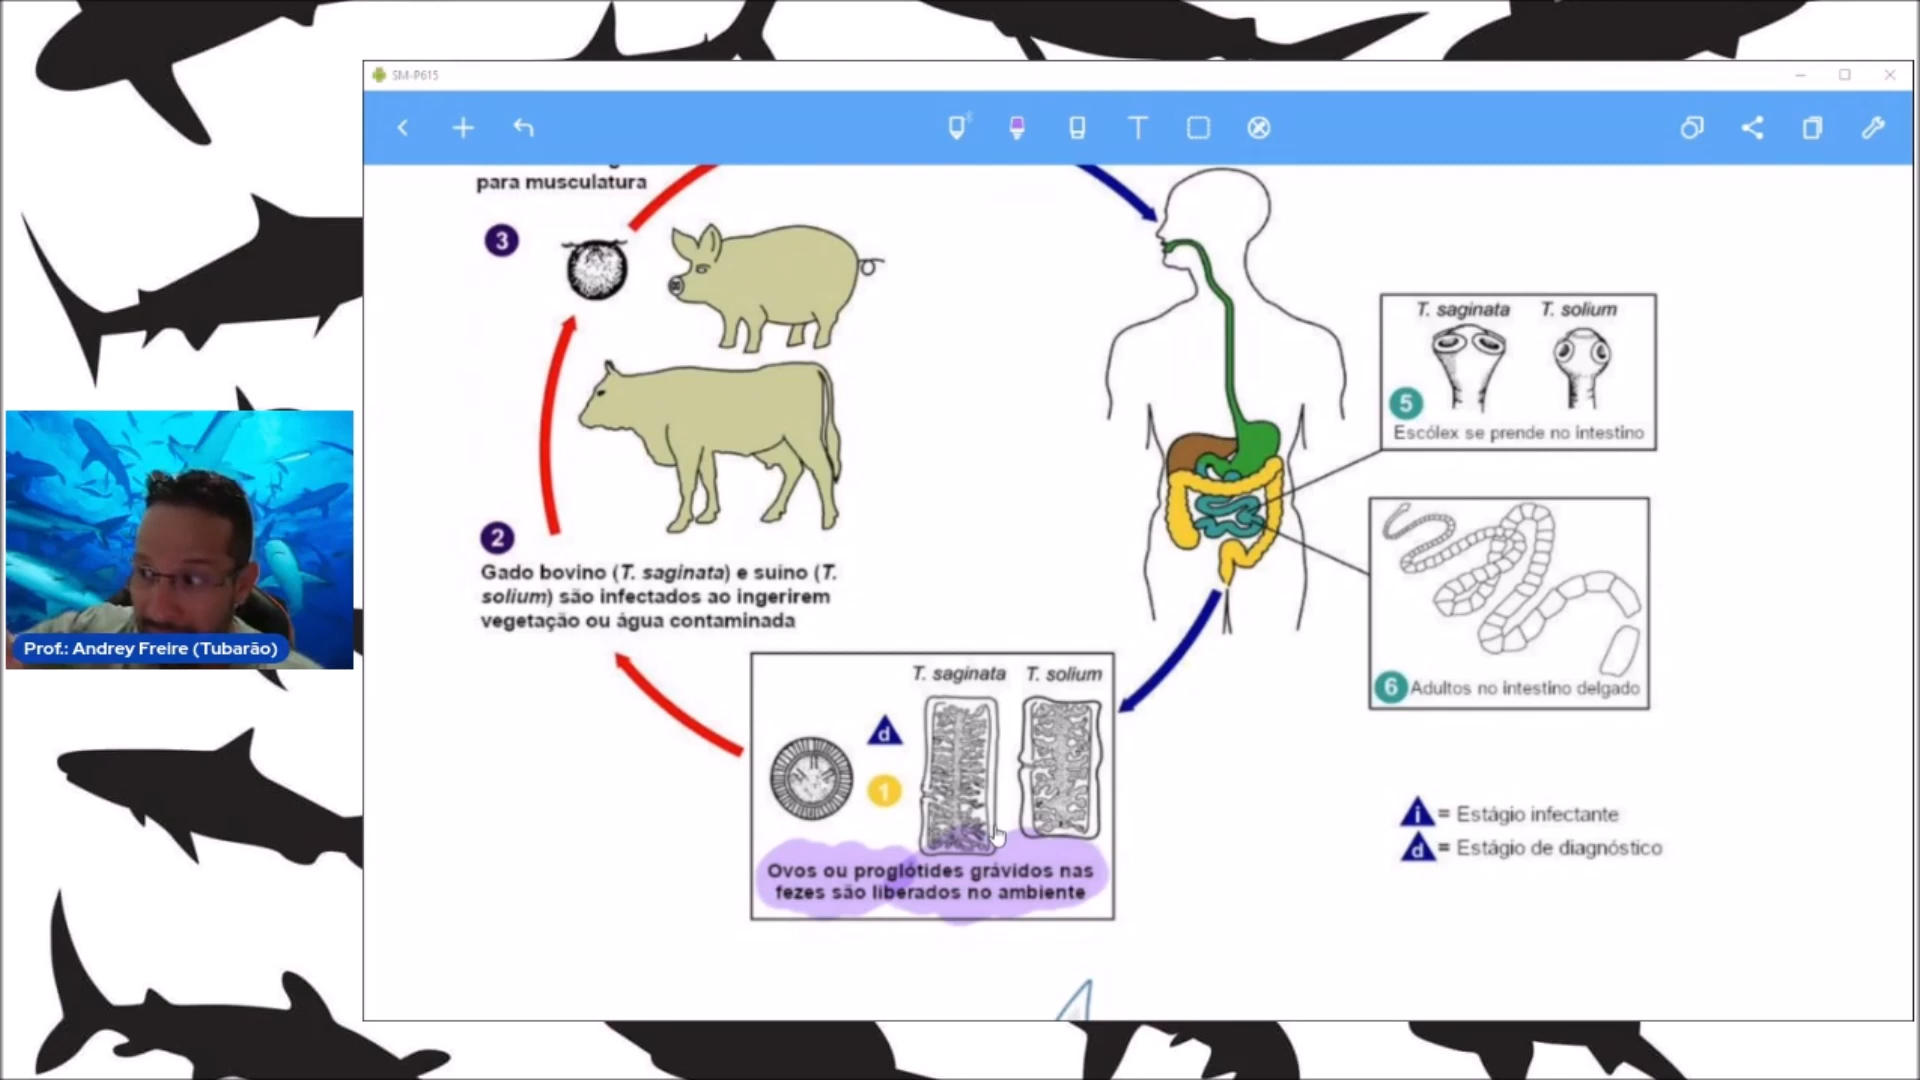 SM-P615
para musculatura
3
2
Gado bovino (T. saginata) e suíno (T.
solium) são infectados ao ingerirem
vegetação ou água contaminada
T. saginata T. solium
5
Escólex se prende no intestino
6 Adultos no intestino delgado
T. saginata T. solium
d
1
Ovos ou proglótides grávidos nas
fezes são liberados no ambiente
i = Estágio infectante
d = Estágio de diagnóstico
Prof.: Andrey Freire (Tubarão)